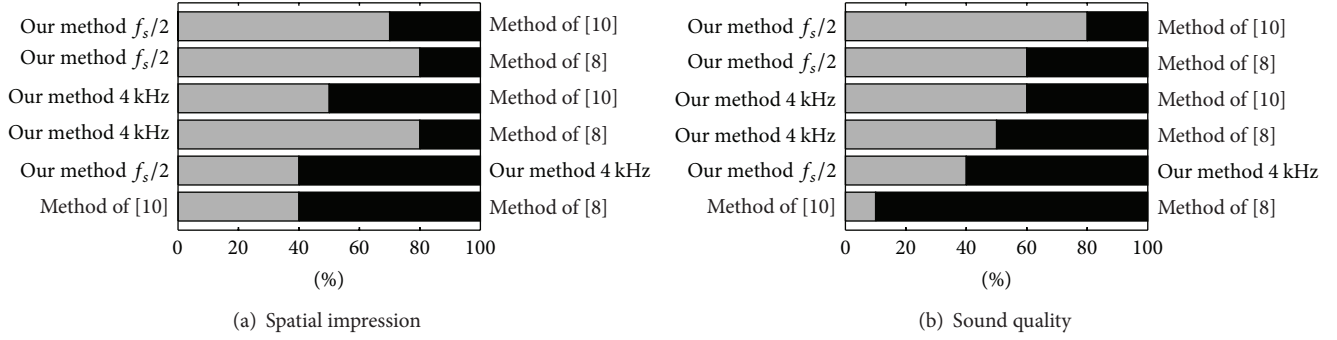 Our method f_s/2 Method of [10]
Our method f_s/2 Method of [8]
Our method 4 kHz Method of [10]
Our method 4 kHz Method of [8]
Our method f_s/2 Our method 4 kHz
Method of [10] Method of [8]
0 20 40 60 80 100
(%)
(a) Spatial impression
Our method f_s/2 Method of [10]
Our method f_s/2 Method of [8]
Our method 4 kHz Method of [10]
Our method 4 kHz Method of [8]
Our method f_s/2 Our method 4 kHz
Method of [10] Method of [8]
0 20 40 60 80 100
(%)
(b) Sound quality